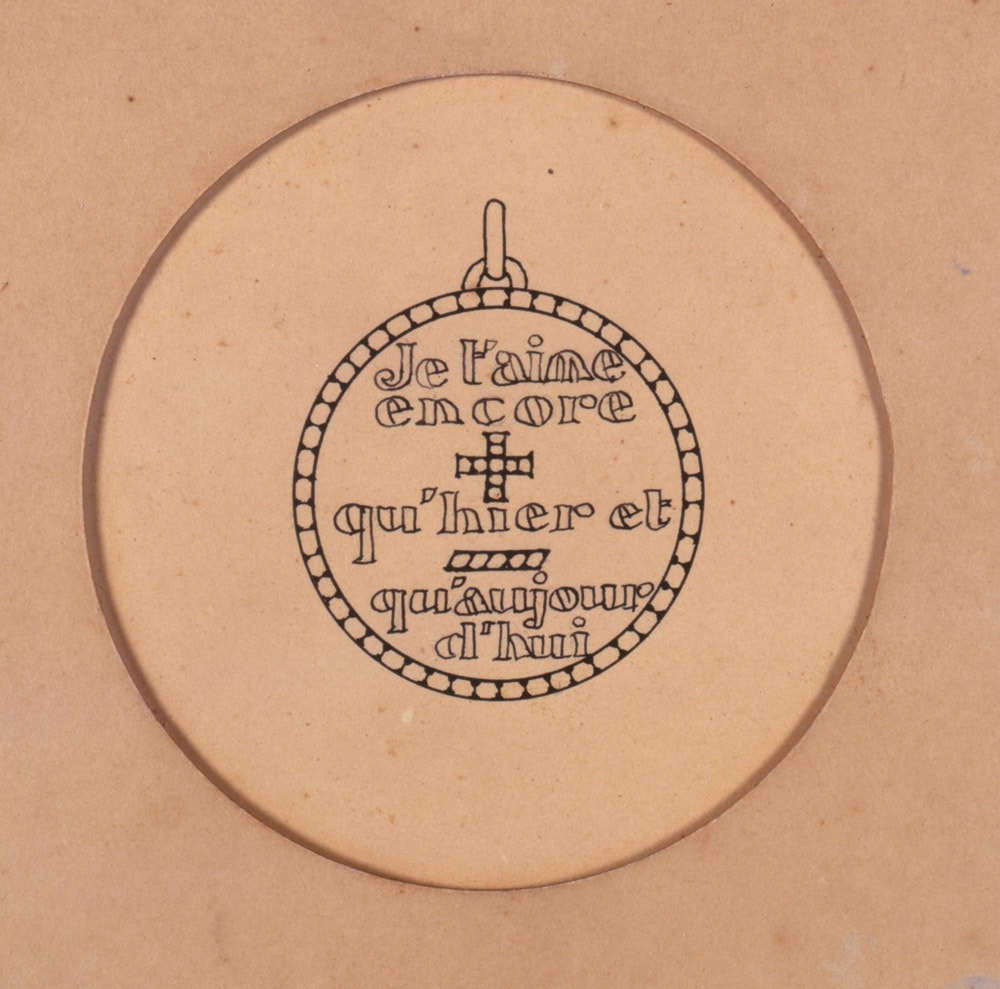 Je t'aime
encore
+
qu'hier et
-
qu'aujour
d'hui